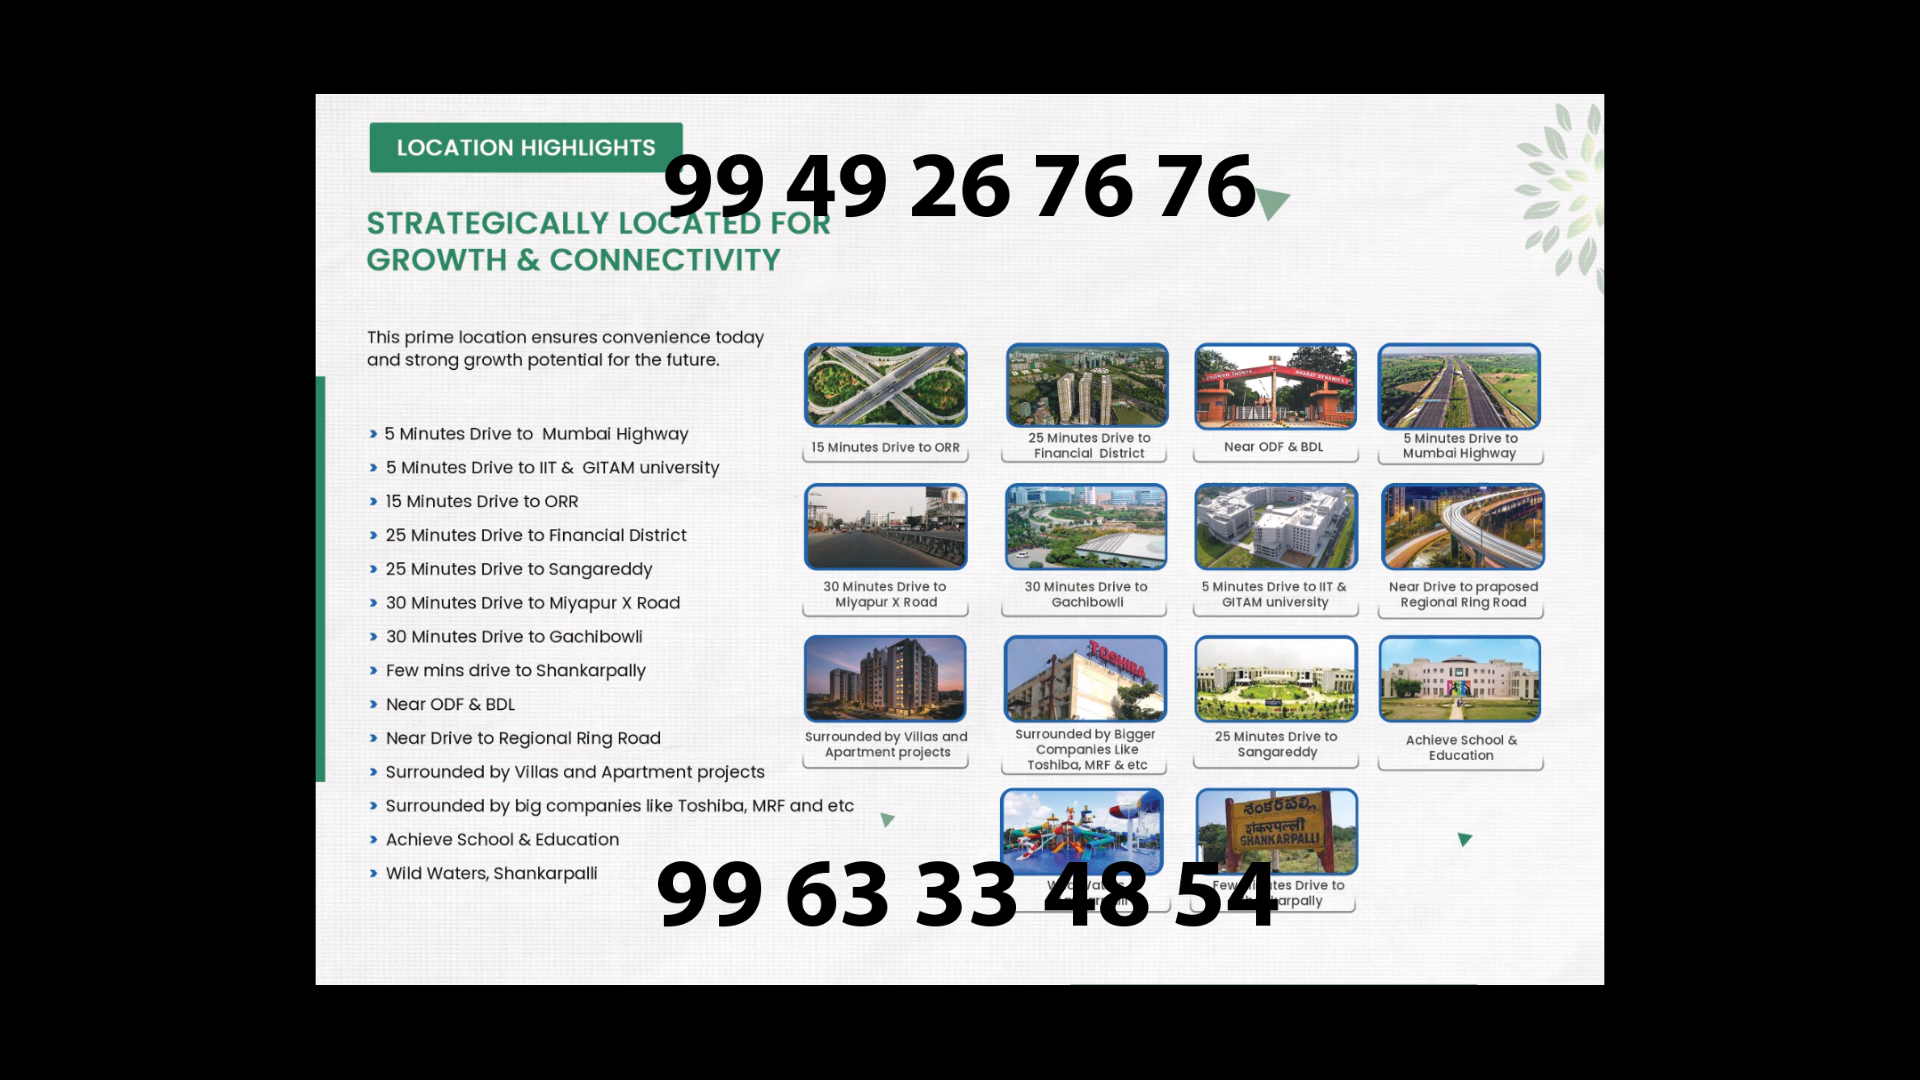 LOCATION HIGHLIGHTS
99 49 26 76 76
STRATEGICALLY LOCATED FOR
GROWTH & CONNECTIVITY
This prime location ensures convenience today
and strong growth potential for the future.
5 Minutes Drive to Mumbai Highway
5 Minutes Drive to IIT & GITAM university
15 Minutes Drive to ORR
25 Minutes Drive to Financial District
25 Minutes Drive to Sangareddy
30 Minutes Drive to Miyapur X Road
30 Minutes Drive to Gachibowli
Few mins drive to Shankarpally
Near ODF & BDL
Near Drive to Regional Ring Road
Surrounded by Villas and Apartment projects
Surrounded by big companies like Toshiba, MRF and etc
Achieve School & Education
Wild Waters, Shankarpalli
15 Minutes Drive to ORR
25 Minutes Drive to
Financial District
BHARAT DYNAMICS
Near ODF & BDL
5 Minutes Drive to
Mumbai Highway
30 Minutes Drive to
Miyapur X Road
30 Minutes Drive to
Gachibowli
5 Minutes Drive to IIT &
GITAM university
Near Drive to praposed
Regional Ring Road
Surrounded by Villas and
Apartment projects
TOSHIBA
Surrounded by Bigger
Companies Like
Toshiba, MRF & etc
25 Minutes Drive to
Sangareddy
Achieve School &
Education
శంకర్‌పల్లి
शंकरपल्ली
SHANKARPALLI
Few Minutes Drive to
99 63 33 48 54